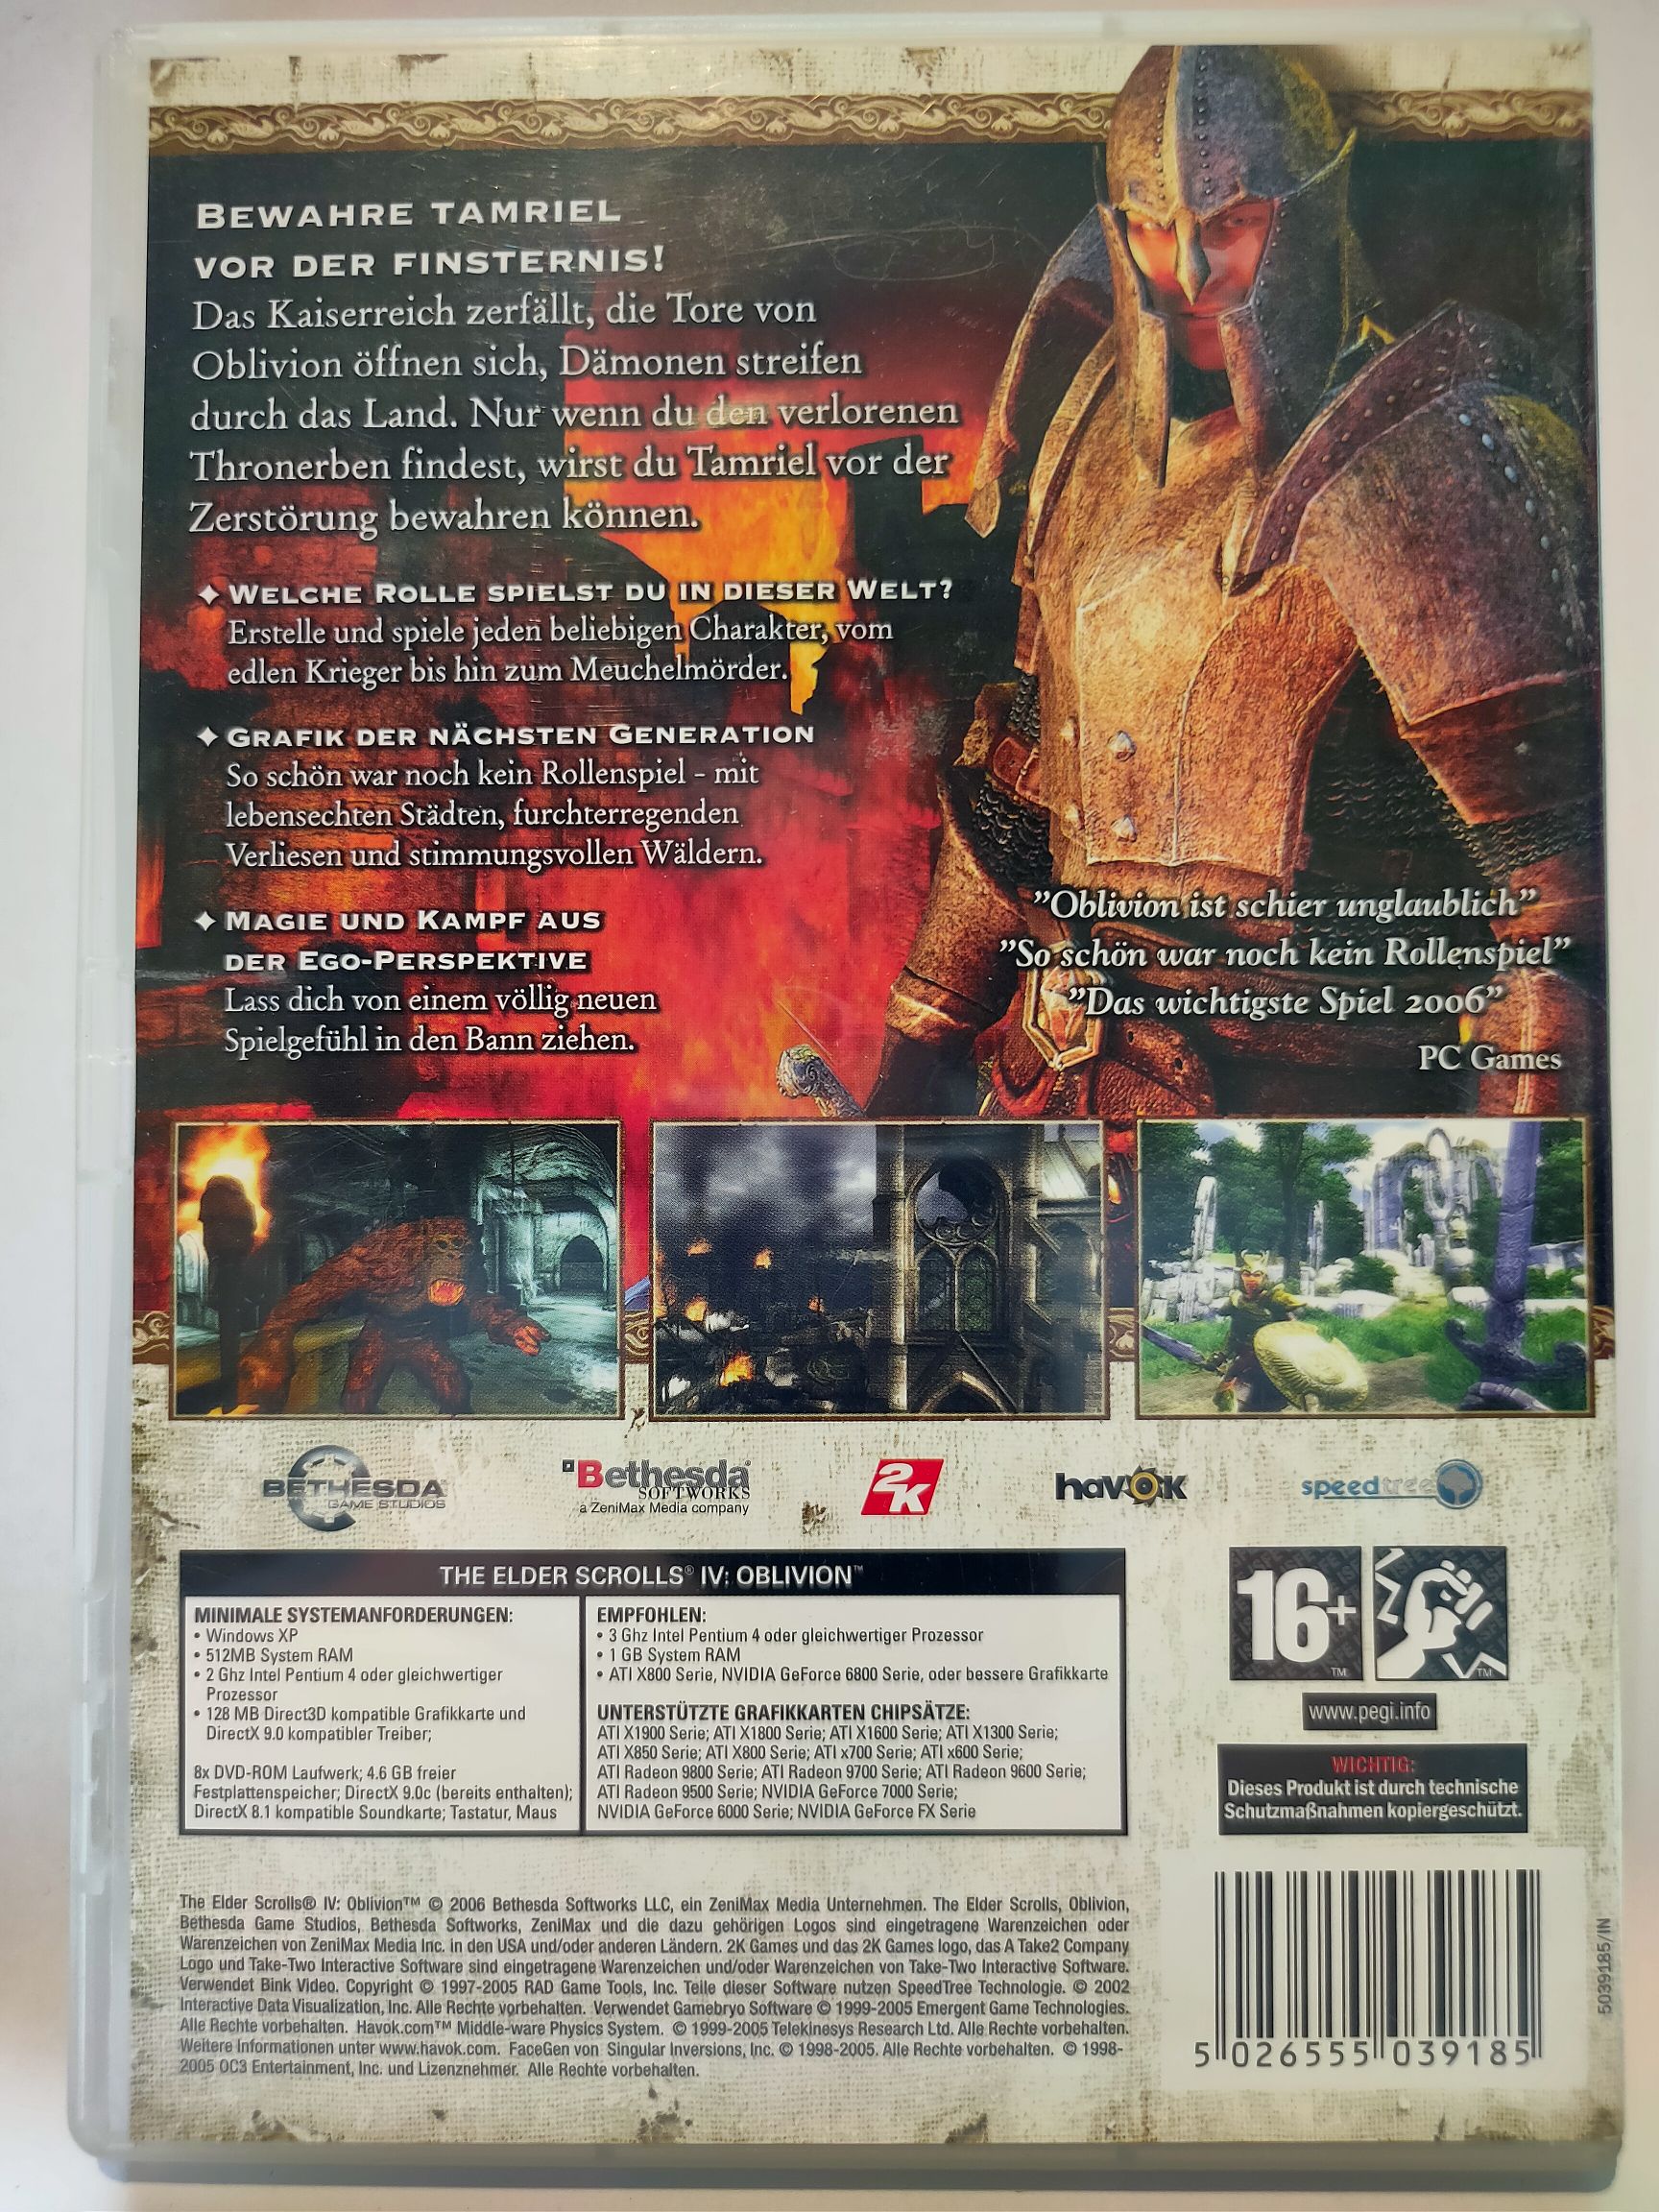 BEWAHRE TAMRIEL
VOR DER FINSTERNIS!
Das Kaiserreich zerfällt, die Tore von
Oblivion öffnen sich, Dämonen streifen
durch das Land. Nur wenn du den verlorenen
Thronerben findest, wirst du Tamriel vor der
Zerstörung bewahren können.
✦ WELCHE ROLLE SPIELST DU IN DIESER WELT?
Erstelle und spiele jeden beliebigen Charakter, vom
edlen Krieger bis hin zum Meuchelmörder.
✦ GRAFIK DER NÄCHSTEN GENERATION
So schön war noch kein Rollenspiel - mit
lebensechten Städten, furchterregenden
Verliesen und stimmungsvollen Wäldern.
✦ MAGIE UND KAMPF AUS
DER EGO-PERSPEKTIVE
Lass dich von einem völlig neuen
Spielgefühl in den Bann ziehen.
”Oblivion ist schier unglaublich”
”So schön war noch kein Rollenspiel”
”Das wichtigste Spiel 2006”
PC Games
BETHESDA
GAME STUDIOS
Bethesda®
SOFTWORKS
a ZeniMax Media company
2K
havok
speedtree
THE ELDER SCROLLS® IV: OBLIVION™
MINIMALE SYSTEMANFORDERUNGEN:
• Windows XP
• 512MB System RAM
• 2 Ghz Intel Pentium 4 oder gleichwertiger
Prozessor
• 128 MB Direct3D kompatible Grafikkarte und
DirectX 9.0 kompatibler Treiber;
8x DVD-ROM Laufwerk; 4.6 GB freier
Festplattenspeicher; DirectX 9.0c (bereits enthalten);
DirectX 8.1 kompatible Soundkarte; Tastatur, Maus
EMPFOHLEN:
• 3 Ghz Intel Pentium 4 oder gleichwertiger Prozessor
• 1 GB System RAM
• ATI X800 Serie, NVIDIA GeForce 6800 Serie, oder bessere Grafikkarte
UNTERSTÜTZTE GRAFIKKARTEN CHIPSÄTZE:
ATI X1900 Serie; ATI X1800 Serie; ATI X1600 Serie; ATI X1300 Serie;
ATI X850 Serie; ATI X800 Serie; ATI x700 Serie; ATI x600 Serie;
ATI Radeon 9800 Serie; ATI Radeon 9700 Serie; ATI Radeon 9600 Serie;
ATI Radeon 9500 Serie; NVIDIA GeForce 7000 Serie;
NVIDIA GeForce 6000 Serie; NVIDIA GeForce FX Serie
16+
TM
TM
www.pegi.info
WICHTIG:
Dieses Produkt ist durch technische
Schutzmaßnahmen kopiergeschützt.
The Elder Scrolls® IV: Oblivion™ © 2006 Bethesda Softworks LLC, ein ZeniMax Media Unternehmen. The Elder Scrolls, Oblivion,
Bethesda Game Studios, Bethesda Softworks, ZeniMax und die dazu gehörigen Logos sind eingetragene Warenzeichen oder
Warenzeichen von ZeniMax Media Inc. in den USA und/oder anderen Ländern. 2K Games und das 2K Games logo, das A Take2 Company
Logo und Take-Two Interactive Software sind eingetragene Warenzeichen und/oder Warenzeichen von Take-Two Interactive Software.
Verwendet Bink Video. Copyright © 1997-2005 RAD Game Tools, Inc. Teile dieser Software nutzen SpeedTree Technologie. © 2002
Interactive Data Visualization, Inc. Alle Rechte vorbehalten. Verwendet Gamebryo Software © 1999-2005 Emergent Game Technologies.
Alle Rechte vorbehalten. Havok.com™ Middle-ware Physics System. © 1999-2005 Telekinesys Research Ltd. Alle Rechte vorbehalten.
Weitere Informationen unter www.havok.com. FaceGen von Singular Inversions, Inc. © 1998-2005. Alle Rechte vorbehalten. © 1998-
2005 OC3 Entertainment, Inc. und Lizenznehmer. Alle Rechte vorbehalten.
5 026555 039185
5039185/IN